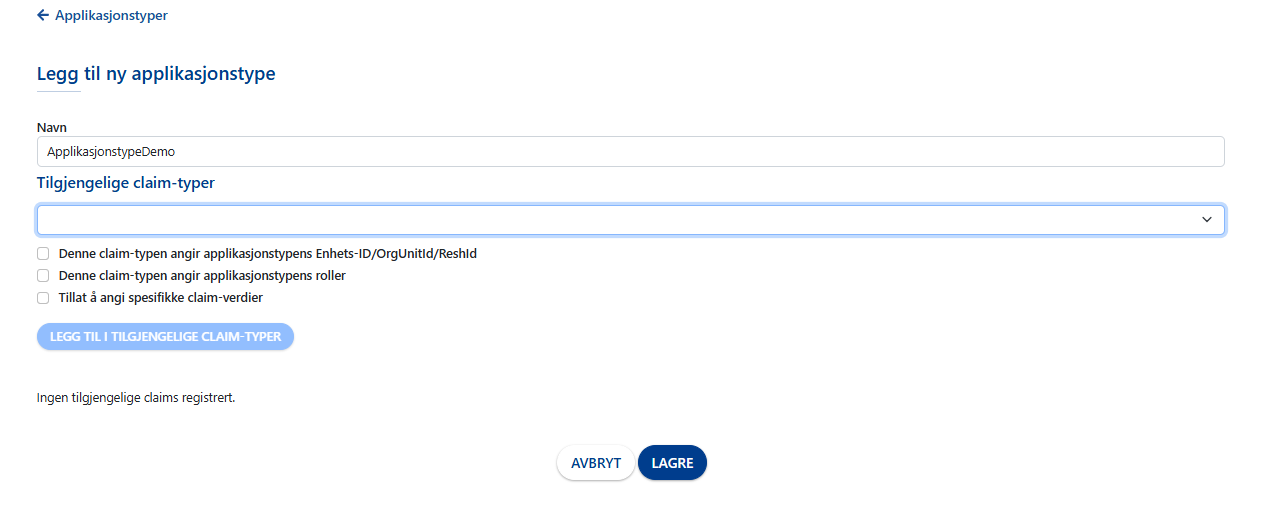 Applikasjonstyper
Legg til ny applikasjonstype
Navn
ApplikasjonstypeDemo
Tilgjengelige claim-typer
Denne claim-typen angir applikasjonstypens Enhets-ID/OrgUnitId/ReshId
Denne claim-typen angir applikasjonstypens roller
Tillat å angi spesifikke claim-verdier
LEGG TIL I TILGJENGELIGE CLAIM-TYPER
Ingen tilgjengelige claims registrert.
AVBRYT LAGRE